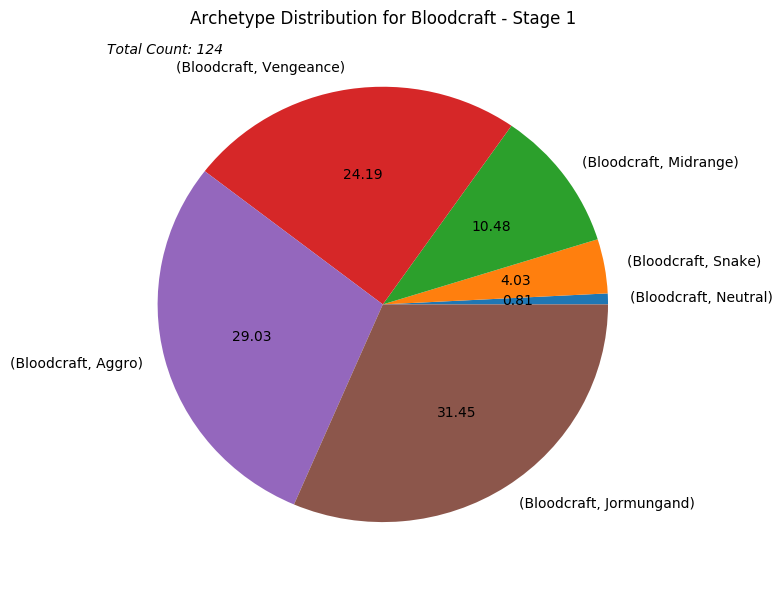 Archetype Distribution for Bloodcraft - Stage 1
Total Count: 124
(Bloodcraft, Vengeance)
(Bloodcraft, Midrange)
24.19
10.48
(Bloodcraft, Snake)
4.03
(Bloodcraft, Neutral)
0.81
29.03
(Bloodcraft, Aggro)
31.45
(Bloodcraft, Jormungand)